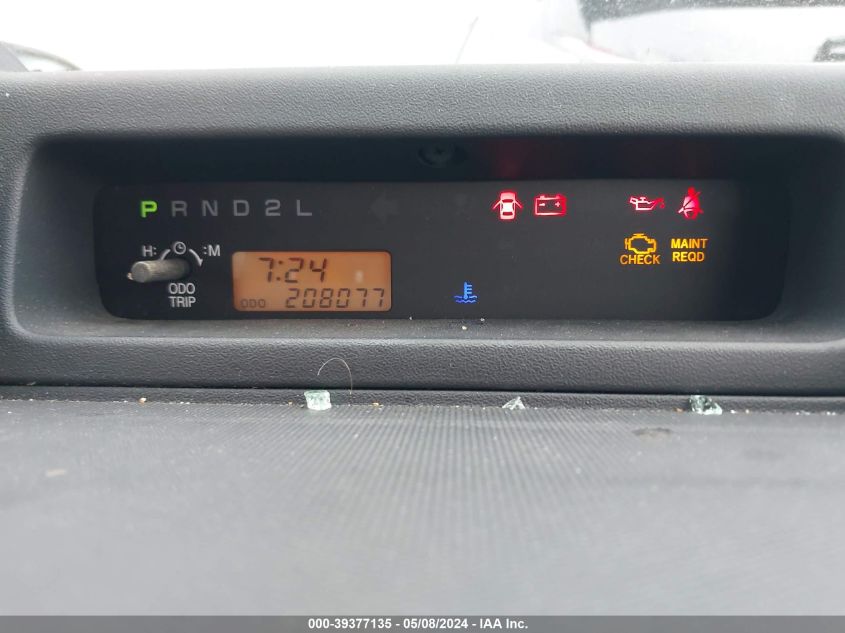 P R N D 2 L
H: :M
ODO
TRIP
7:24
ODO 208077
CHECK
MAINT
REQD
000-39377135 - 05/08/2024 - IAA Inc.